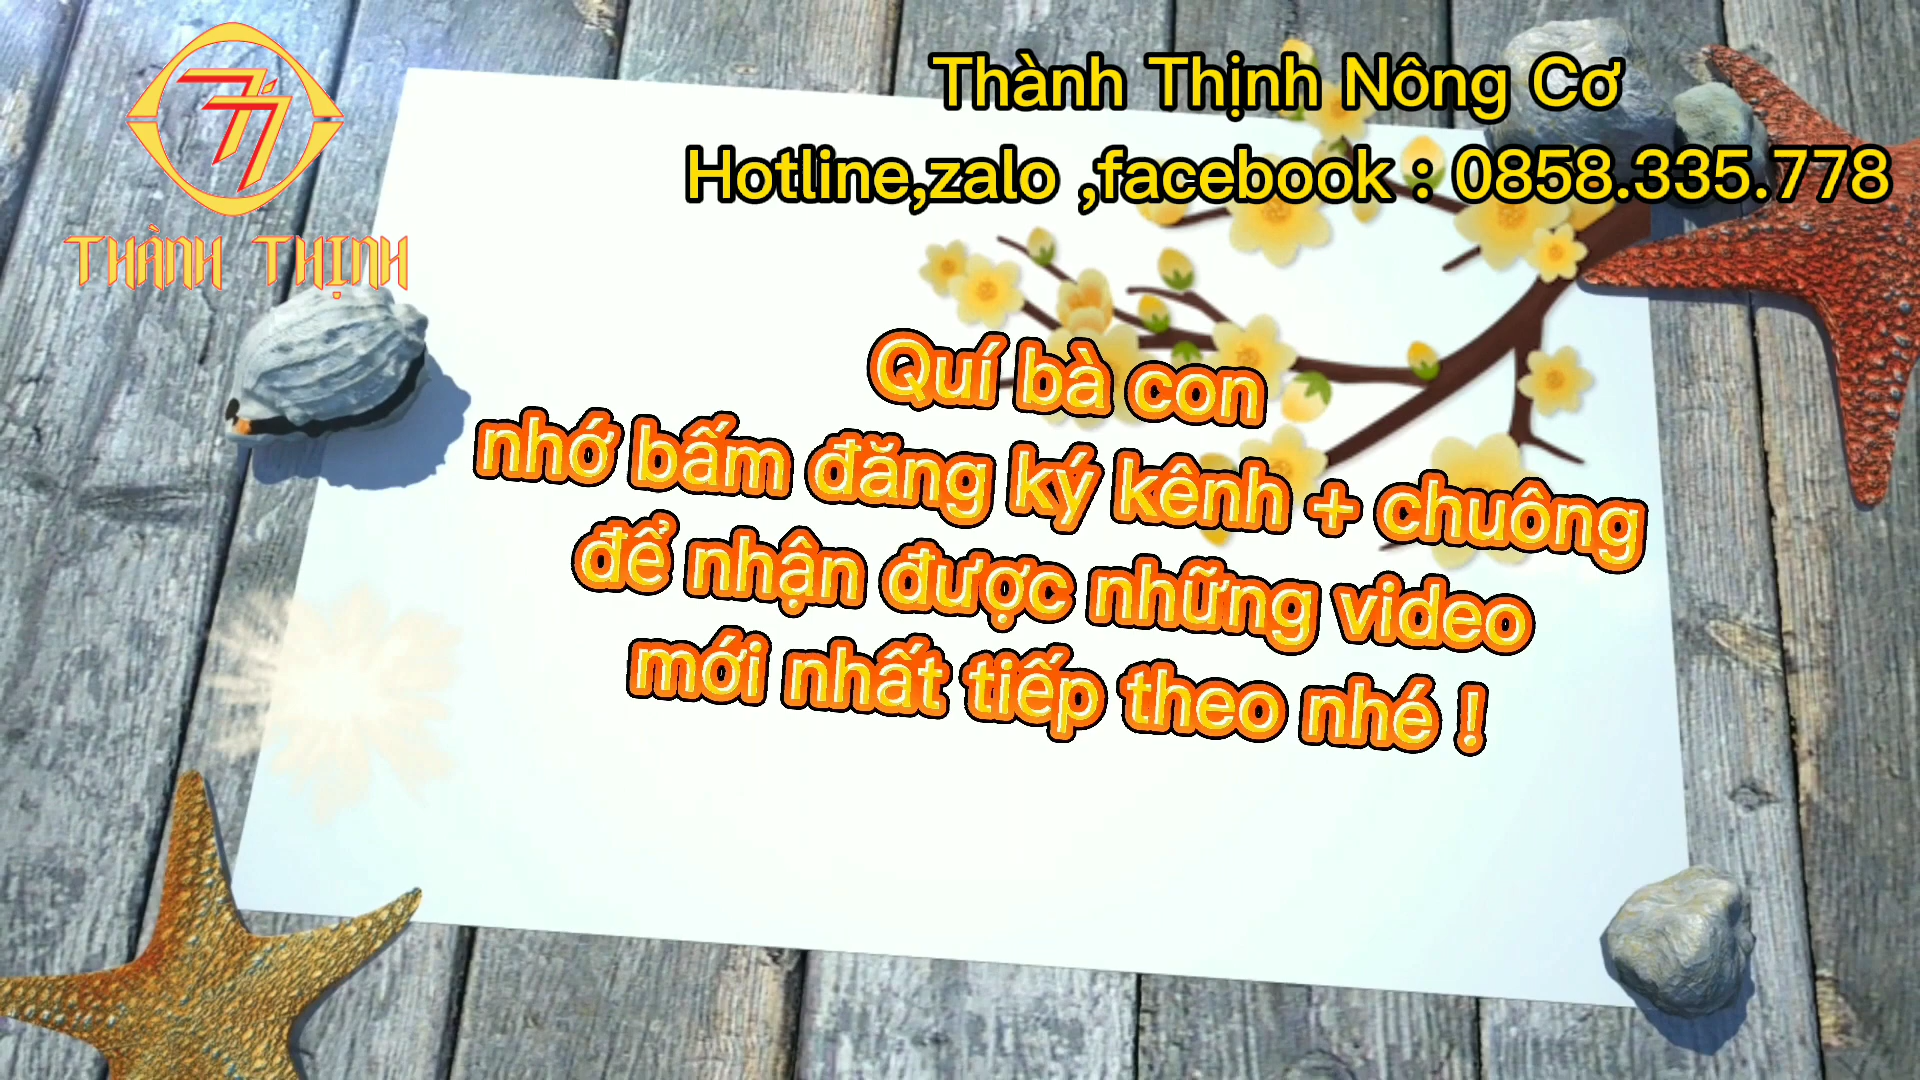 THÀNH THỊNH
Thành Thịnh Nông Cơ
Hotline,zalo ,facebook : 0858.335.778
Quí bà con
nhớ bấm đăng ký kênh + chuông
để nhận được những video
mới nhất tiếp theo nhé !